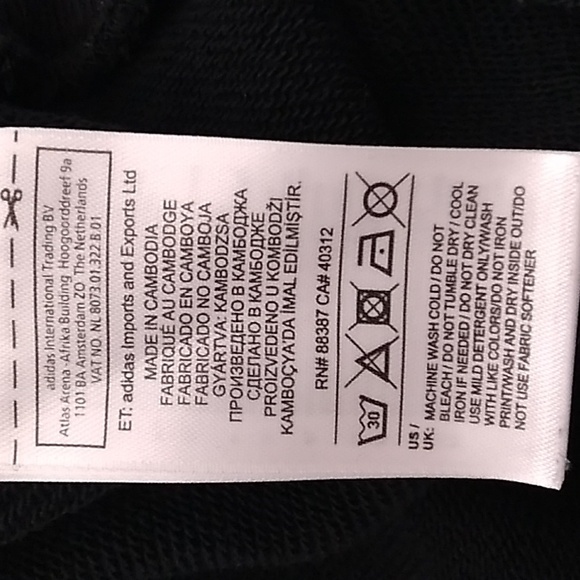 adidas International Trading BV
Atlas Arena -Afrika Building Hoogoorddreef 9a
1101 BA Amsterdam ZO The Netherlands
VAT NO. NL8073.01.322.B.01
ET: adidas Imports and Exports Ltd
MADE IN CAMBODIA
FABRIQUÉ AU CAMBODGE
FABRICADO EN CAMBOYA
FABRICADO NO CAMBOJA
GYÁRTVA: KAMBODZSA
ПРОИЗВЕДЕНО В КАМБОДЖА
СДЕЛАНО В КАМБОДЖЕ
PROIZVEDENO U KOMBODŽI
KAMBOÇYA'DA İMAL EDİLMİŞTİR.
RN# 88387 CA# 40312
30
US /
UK: MACHINE WASH COLD / DO NOT
BLEACH / DO NOT TUMBLE DRY / COOL
IRON IF NEEDED / DO NOT DRY CLEAN
USE MILD DETERGENT ONLY/WASH
WITH LIKE COLORS/DO NOT IRON
PRINT/WASH AND DRY INSIDE OUT/DO
NOT USE FABRIC SOFTENER